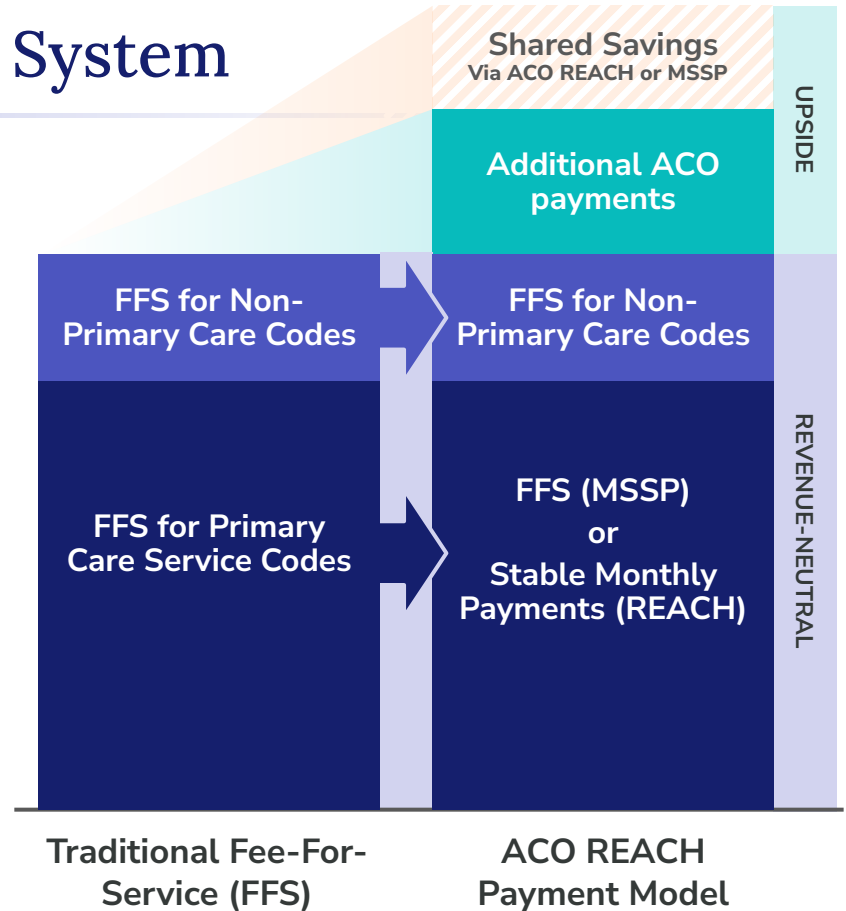 System
Shared Savings
Via ACO REACH or MSSP
Additional ACO
payments
UPSIDE
FFS for Non-
Primary Care Codes
FFS for Non-
Primary Care Codes
FFS for Primary
Care Service Codes
FFS (MSSP)
or
Stable Monthly
Payments (REACH)
REVENUE-NEUTRAL
Traditional Fee-For-
Service (FFS)
ACO REACH
Payment Model